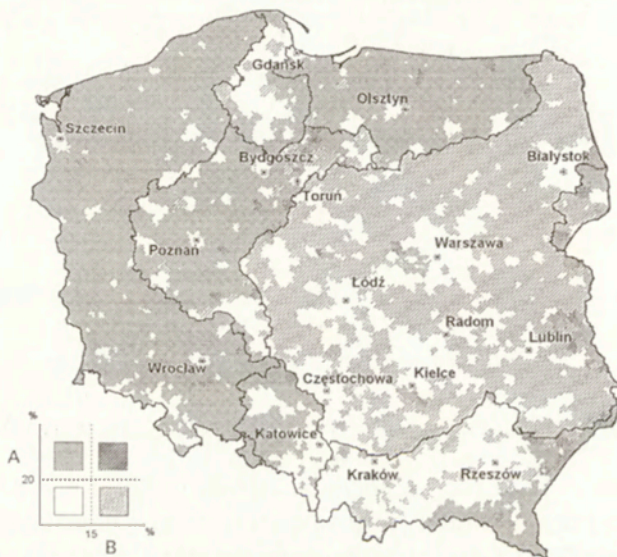 Gdańsk
Olsztyn
Szczecin
Bydgoszcz
Białystok
Toruń
Poznań
Warszawa
Łódź
Radom
Lublin
Wrocław
Częstochowa
Kielce
Katowice
Kraków
Rzeszów
%
A
20
15
%
B